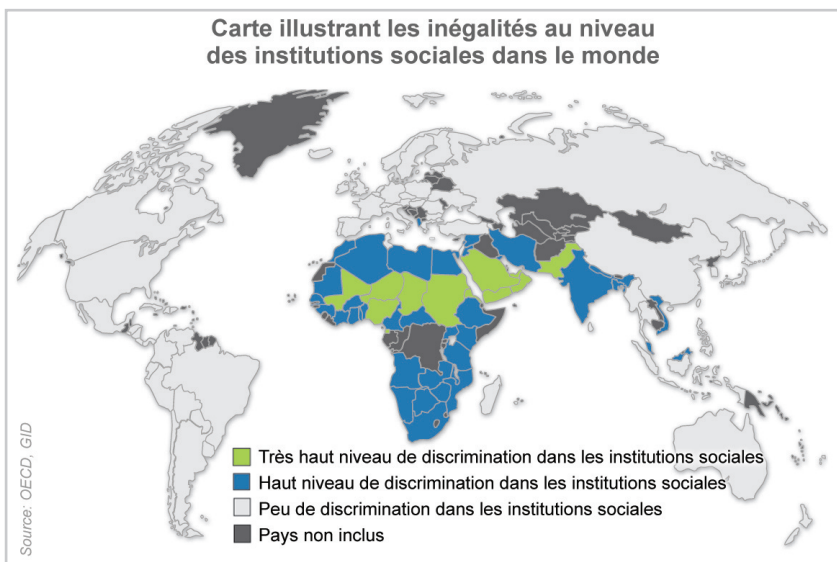 Carte illustrant les inégalités au niveau
des institutions sociales dans le monde
Très haut niveau de discrimination dans les institutions sociales
Haut niveau de discrimination dans les institutions sociales
Peu de discrimination dans les institutions sociales
Pays non inclus
Source: OECD, GID